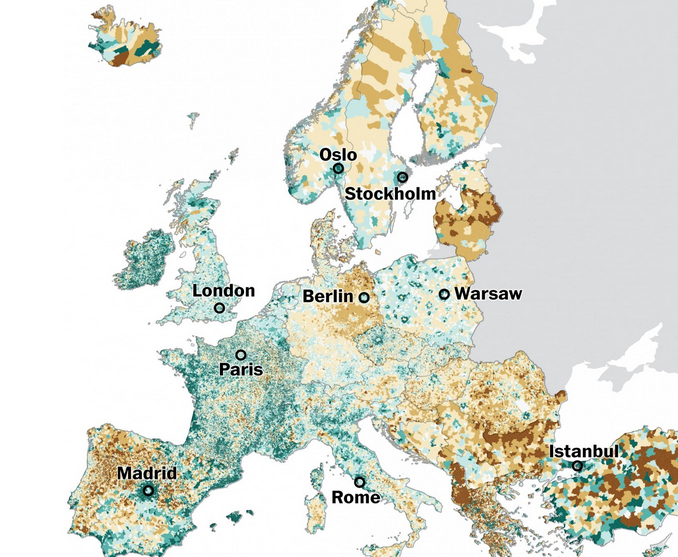 Oslo
Stockholm
London
Berlin
Warsaw
Paris
Istanbul
Madrid
Rome